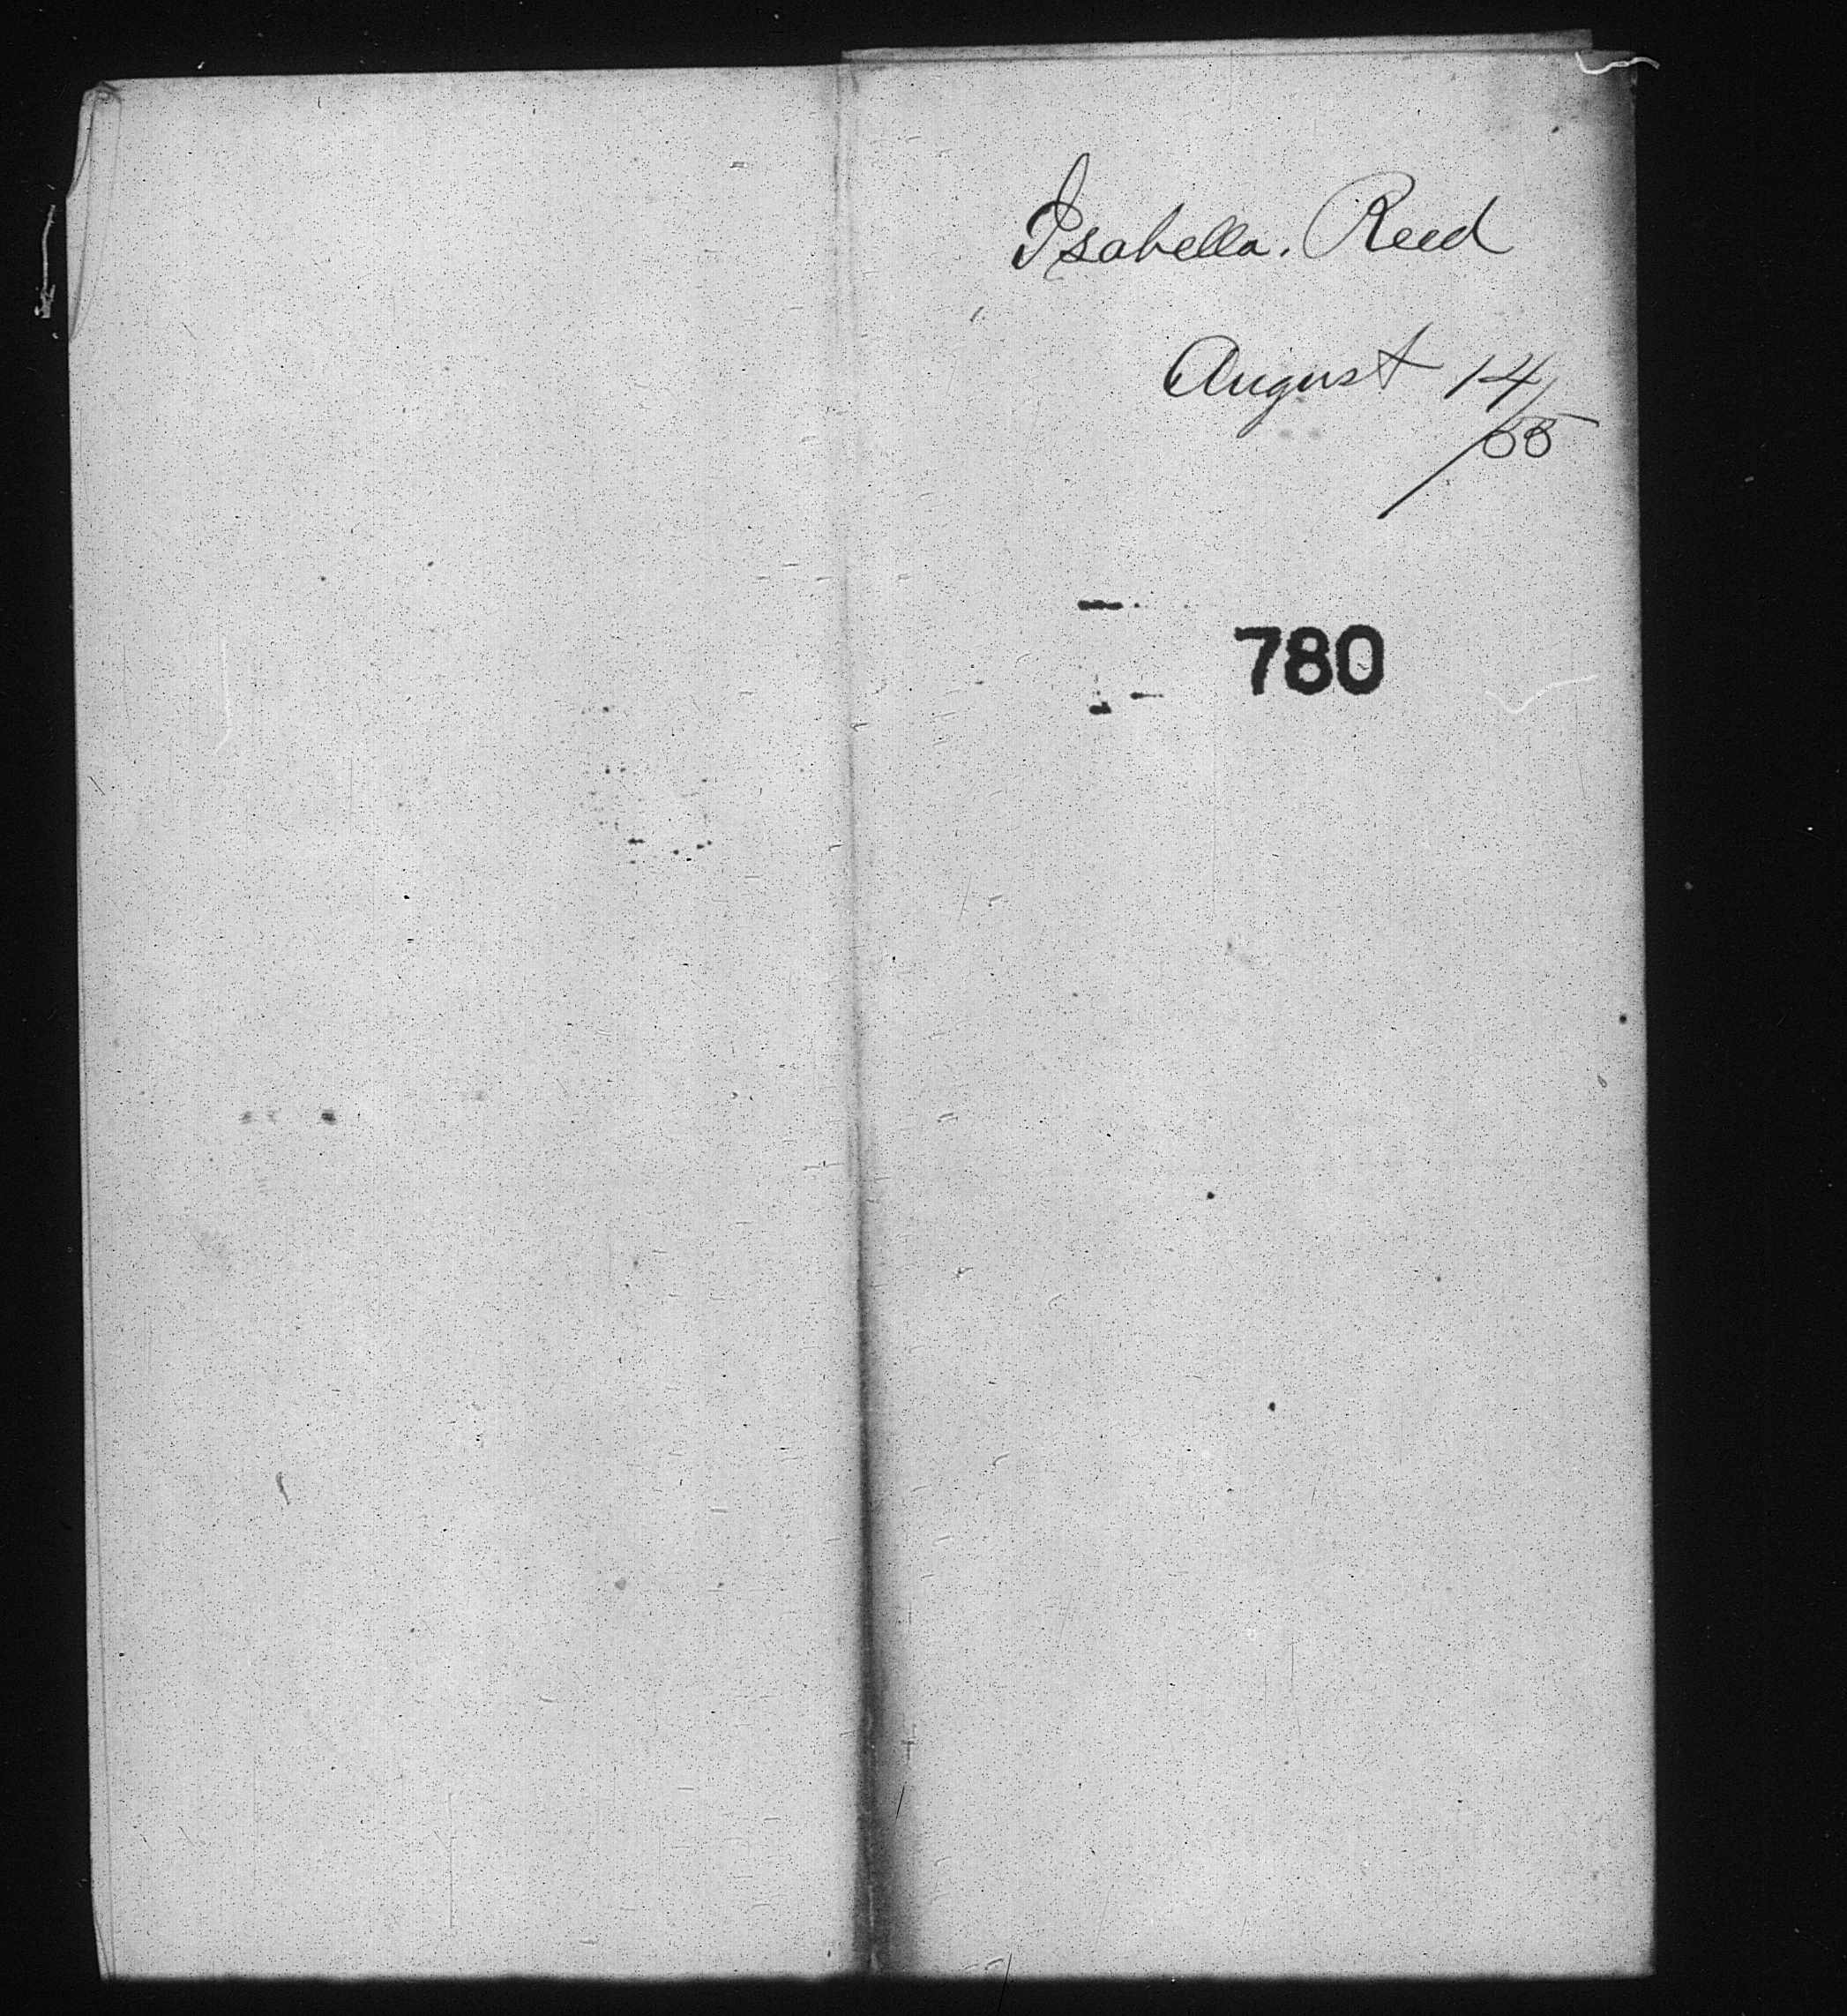 Isabella. Reed
August 14/
/88
780